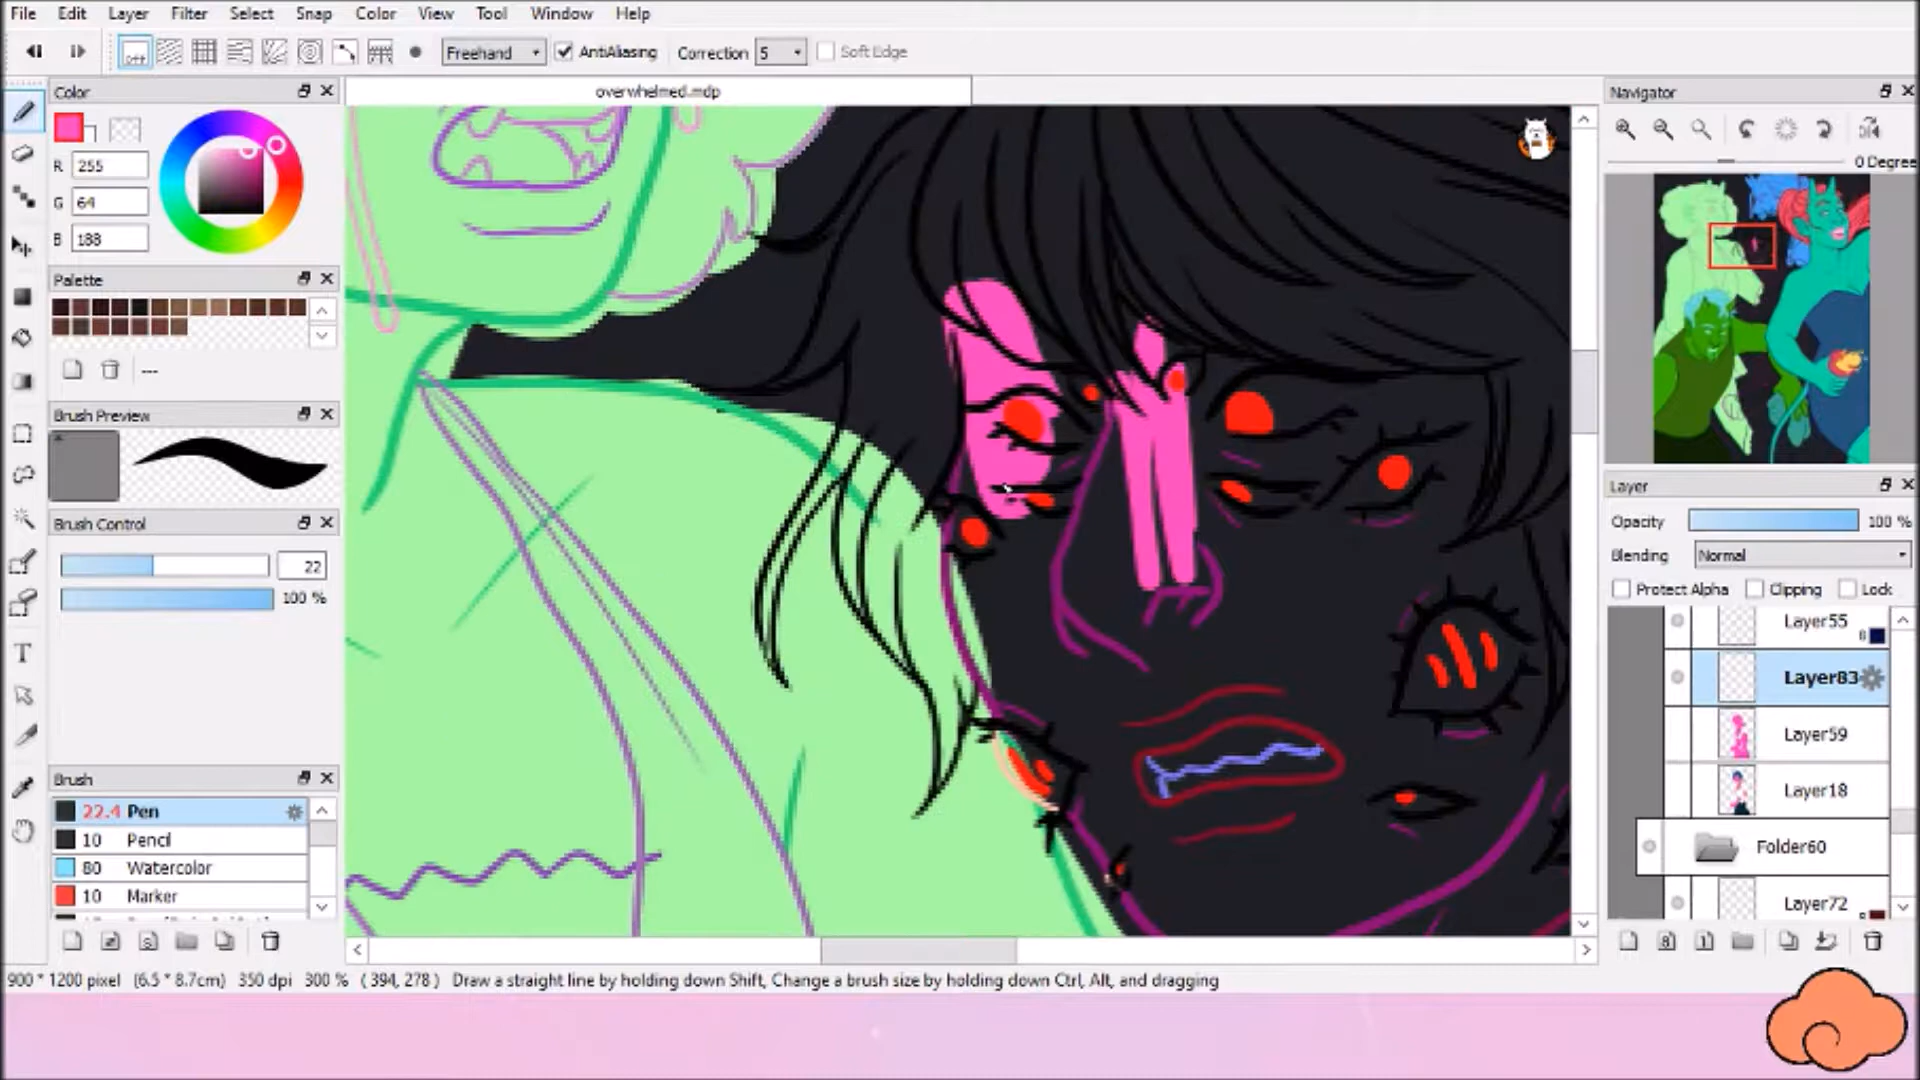 File Edit Layer Filter Select Snap Color View Tool Window Help
off Freehand AntiAliasing Correction 5 Soft Edge
Color
overwhelmed.mdp
Navigator
R 255
G 64
B 188
0 Degree
Palette
---
Brush Preview
Brush Control
22
100 %
Layer
Opacity 100 %
Blending Normal
Protect Alpha Clipping Lock
Layer55
8
Layer83
Layer59
Layer18
Folder60
Layer72
8
Brush
22.4 Pen
10 Pencil
80 Watercolor
10 Marker
900 * 1200 pixel (6.5 * 8.7cm) 350 dpi 300 % ( 394, 278 ) Draw a straight line by holding down Shift, Change a brush size by holding down Ctrl, Alt, and dragging